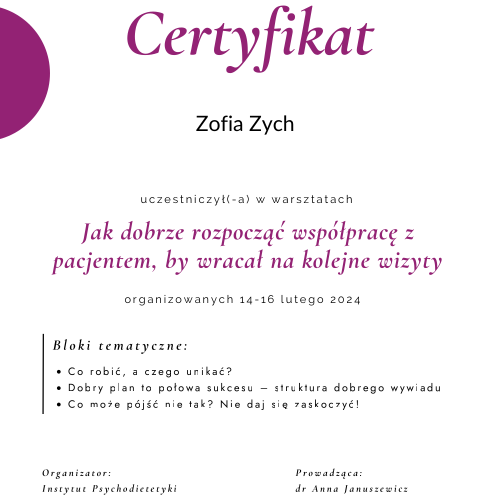 Certyfikat
Zofia Zych
uczestniczył(-a) w warsztatach
Jak dobrze rozpocząć współpracę z
pacjentem, by wracał na kolejne wizyty
organizowanych 14-16 lutego 2024
Bloki tematyczne:
• Co robić, a czego unikać?
• Dobry plan to połowa sukcesu – struktura dobrego wywiadu
• Co może pójść nie tak? Nie daj się zaskoczyć!
Organizator:
Prowadząca:
Instytut Psychodietetyki
dr Anna Januszewicz